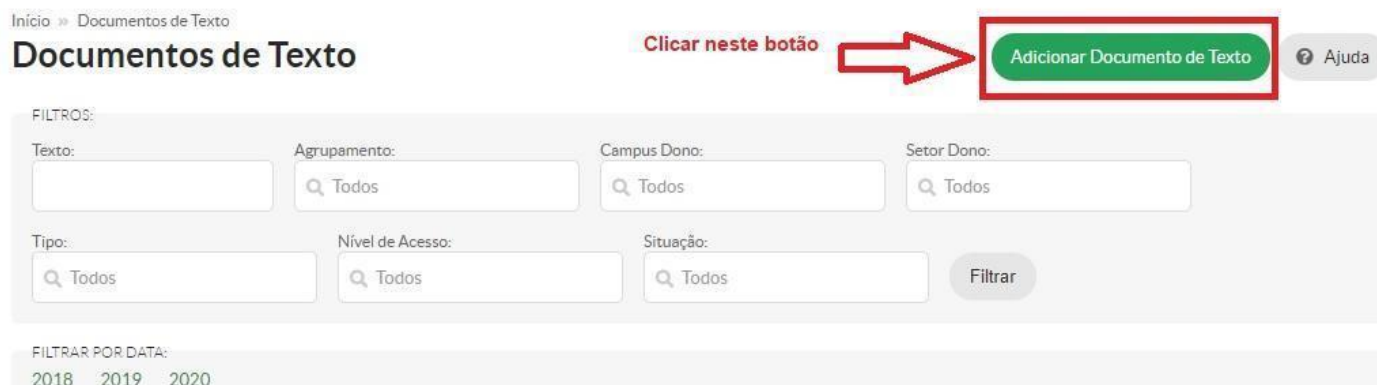 Início » Documentos de Texto
Documentos de Texto
Clicar neste botão
Adicionar Documento de Texto
Ajuda
FILTROS:
Texto: Agrupamento: Campus Dono: Setor Dono:
Todos Todos Todos
Tipo: Nível de Acesso: Situação:
Todos Todos Todos Filtrar
FILTRAR POR DATA:
2018 2019 2020